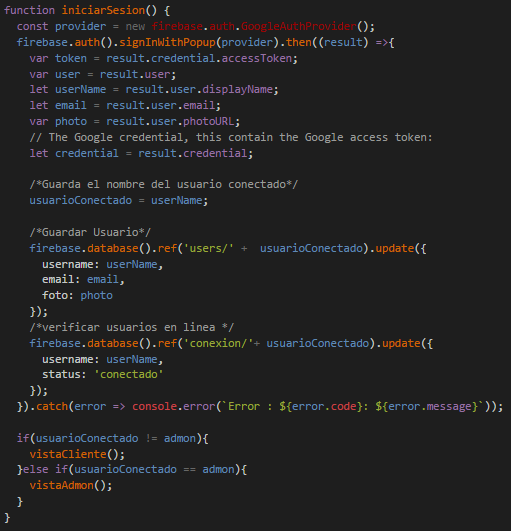 function iniciarSesion() {
  const provider = new firebase.auth.GoogleAuthProvider();
  firebase.auth().signInWithPopup(provider).then((result) =>{
    var token = result.credential.accessToken;
    var user = result.user;
    let userName = result.user.displayName;
    let email = result.user.email;
    var photo = result.user.photoURL;
    // The Google credential, this contain the Google access token:
    let credential = result.credential;

    /*Guarda el nombre del usuario conectado*/
    usuarioConectado = userName;

    /*Guardar Usuario*/
    firebase.database().ref('users/' +  usuarioConectado).update({
      username: userName,
      email: email,
      foto: photo
    });
    /*verificar usuarios en linea */
    firebase.database().ref('conexion/'+ usuarioConectado).update({
      username: userName,
      status: 'conectado'
    });
  }).catch(error => console.error(`Error : ${error.code}: ${error.message}`));

  if(usuarioConectado != admon){
    vistaCliente();
  }else if(usuarioConectado == admon){
    vistaAdmon();
  }
}